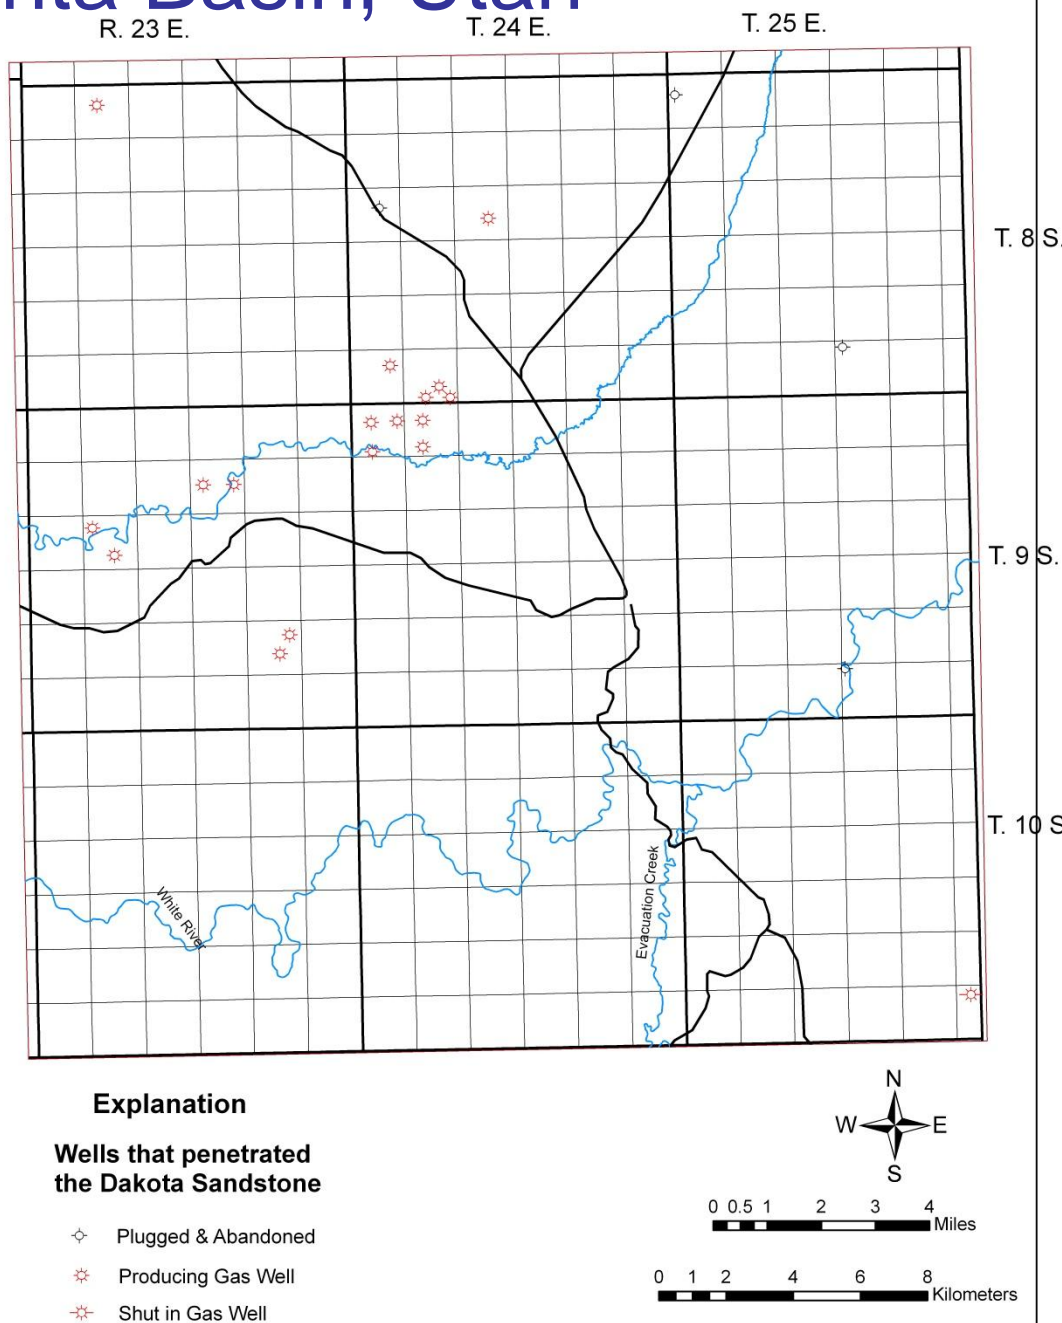 Basin, Utah
R. 23 E.
T. 24 E.
T. 25 E.
T. 8 S.
T. 9 S.
T. 10 S
White River
Evacuation Creek
Explanation
Wells that penetrated
the Dakota Sandstone
Plugged & Abandoned
Producing Gas Well
Shut in Gas Well
N
W
E
S
0 0.5 1 2 3 4
Miles
0 1 2 4 6 8
Kilometers